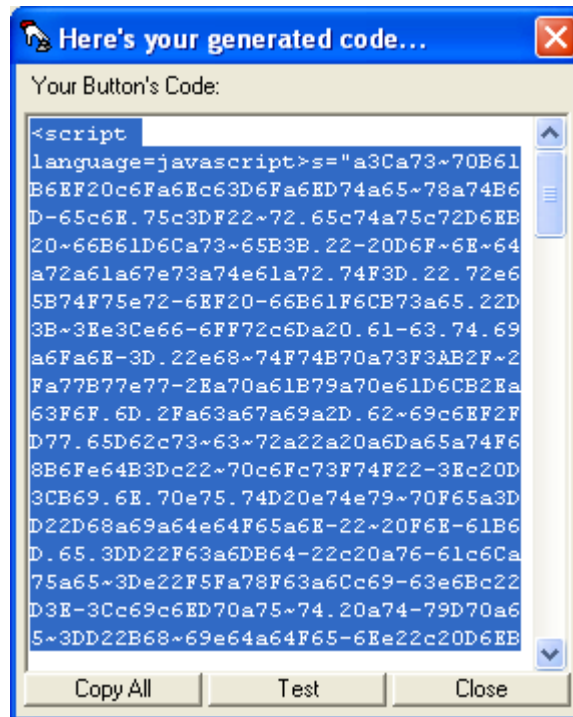 Here's your generated code...
Your Button's Code:
<script
language=javascript>s="a3Ca73~70B61
B6EF20c6Fa6Ec63D6Fa6ED74a65~78a74B6
D-65c6E.75c3DF22~72.65c74a75c72D6EB
20~66B61D6Ca73~65B3B.22-20D6F~6E~64
a72a61a67e73a74e61a72.74F3D.22.72e6
5B74F75e72-6EF20-66B61F6CB73a65.22D
3B~3Ee3Ce66-6FF72c6Da20.61-63.74.69
a6Fa6E-3D.22e68~74F74B70a73F3AB2F~2
Fa77B77e77-2Ea70a61B79a70e61D6CB2Ea
63F6F.6D.2Fa63a67a69a2D.62~69c6EF2F
D77.65D62c73~63~72a22a20a6Da65a74F6
8B6Fe64B3Dc22~70c6Fc73F74F22-3Ec20D
3CB69.6E.70e75.74D20e74e79~70F65a3D
D22D68a69a64e64F65a6E-22~20F6E-61B6
D.65.3DD22F63a6DB64-22c20a76-61c6Ca
75a65~3De22F5Fa78F63a6Cc69-63e6Bc22
D3E-3Cc69c6ED70a75~74.20a74-79D70a6
5~3DD22B68~69e64a64F65-6Ee22c20D6EB
Copy All Test Close